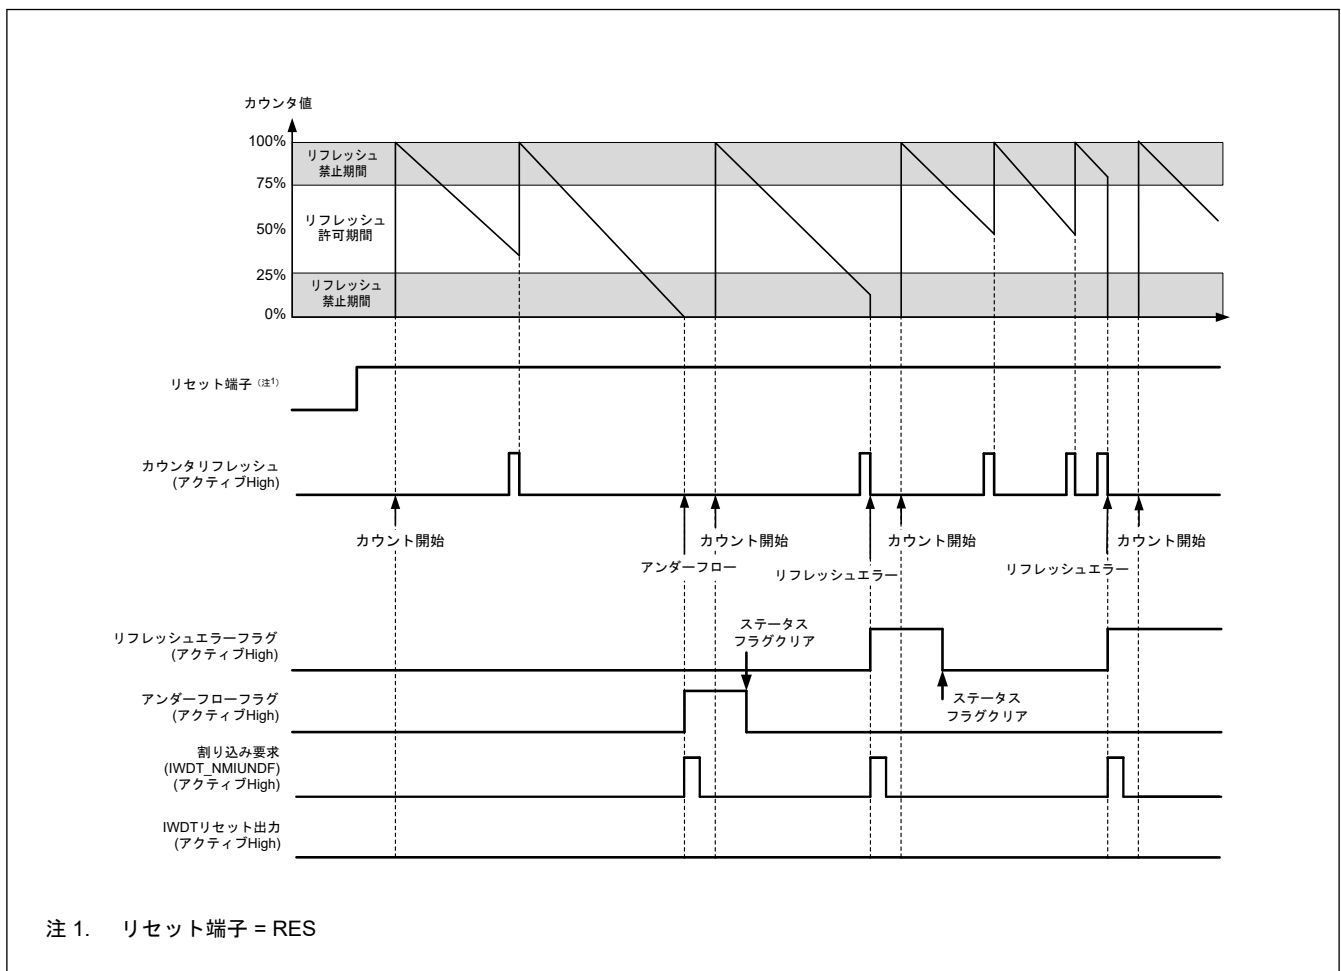 カウンタ値
100%
リフレッシュ
禁止期間
75%
リフレッシュ
許可期間
50%
25%
リフレッシュ
禁止期間
0%
リセット端子（注1）
カウンタリフレッシュ
(アクティブHigh)
カウント開始
カウント開始
カウント開始
カウント開始
アンダーフロー
リフレッシュエラー
リフレッシュエラー
リフレッシュエラーフラグ
(アクティブHigh)
ステータス
フラグクリア
アンダーフローフラグ
(アクティブHigh)
ステータス
フラグクリア
割り込み要求
(IWDT_NMIUNDF)
(アクティブHigh)
IWDTリセット出力
(アクティブHigh)
注 1. リセット端子 = RES